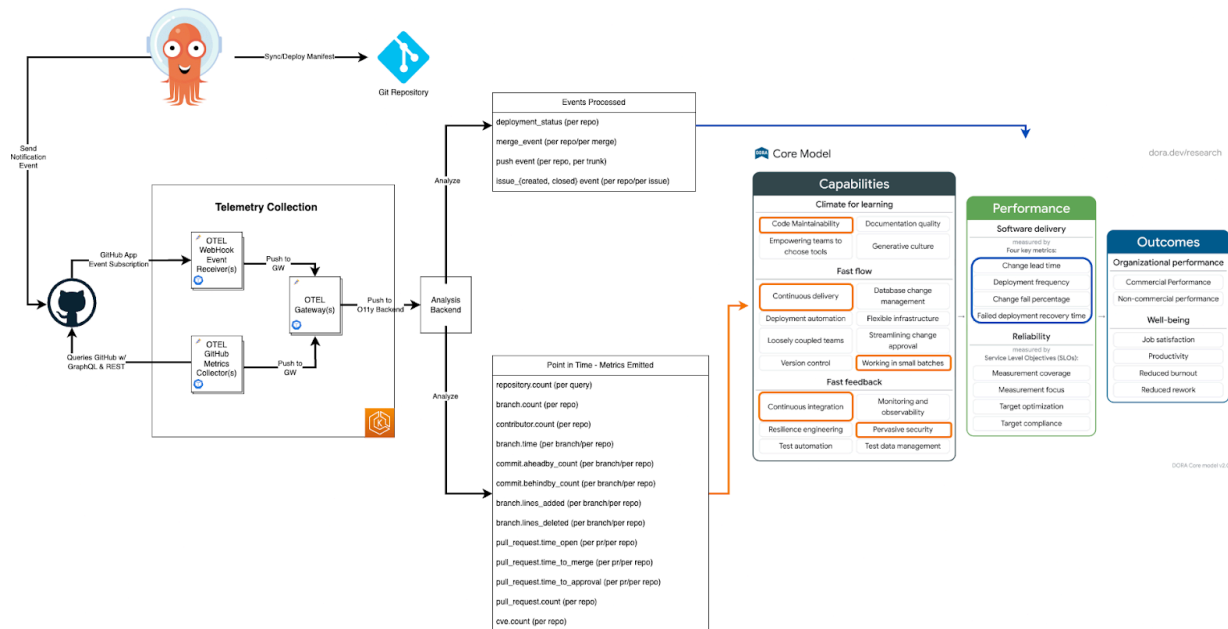 Sync/Deploy Manifest
Git Repository
Send
Notification
Event
Telemetry Collection
GitHub App
Event Subscription
OTEL
WebHook
Event
Receiver(s)
Push to
GW
OTEL
Gateway(s)
Push to
O11y Backend
Queries GitHub w/
GraphQL & REST
OTEL
GitHub
Metrics
Collector(s)
Push to
GW
K
Analysis
Backend
Analyze
Analyze
Events Processed
deployment_status (per repo)
merge_event (per repo/per merge)
push event (per repo, per trunk)
issue_{created, closed} event (per repo/per issue)
Point in Time - Metrics Emitted
repository.count (per query)
branch.count (per repo)
contributor.count (per repo)
branch.time (per branch/per repo)
commit.aheadby_count (per branch/per repo)
commit.behindby_count (per branch/per repo)
branch.lines_added (per branch/per repo)
branch.lines_deleted (per branch/per repo)
pull_request.time_open (per pr/per repo)
pull_request.time_to_merge (per pr/per repo)
pull_request.time_to_approval (per pr/per repo)
pull_request.count (per repo)
cve.count (per repo)
DORA Core Model
dora.dev/research
Capabilities
Climate for learning
Code Maintainability
Documentation quality
Empowering teams to
choose tools
Generative culture
Fast flow
Continuous delivery
Database change
management
Deployment automation
Flexible infrastructure
Loosely coupled teams
Streamlining change
approval
Version control
Working in small batches
Fast feedback
Continuous integration
Monitoring and
observability
Resilience engineering
Pervasive security
Test automation
Test data management
Performance
Software delivery
measured by
Four key metrics:
Change lead time
Deployment frequency
Change fail percentage
Failed deployment recovery time
Reliability
measured by
Service Level Objectives (SLOs):
Measurement coverage
Measurement focus
Target optimization
Target compliance
Outcomes
Organizational performance
Commercial Performance
Non-commercial performance
Well-being
Job satisfaction
Productivity
Reduced burnout
Reduced rework
DORA Core model